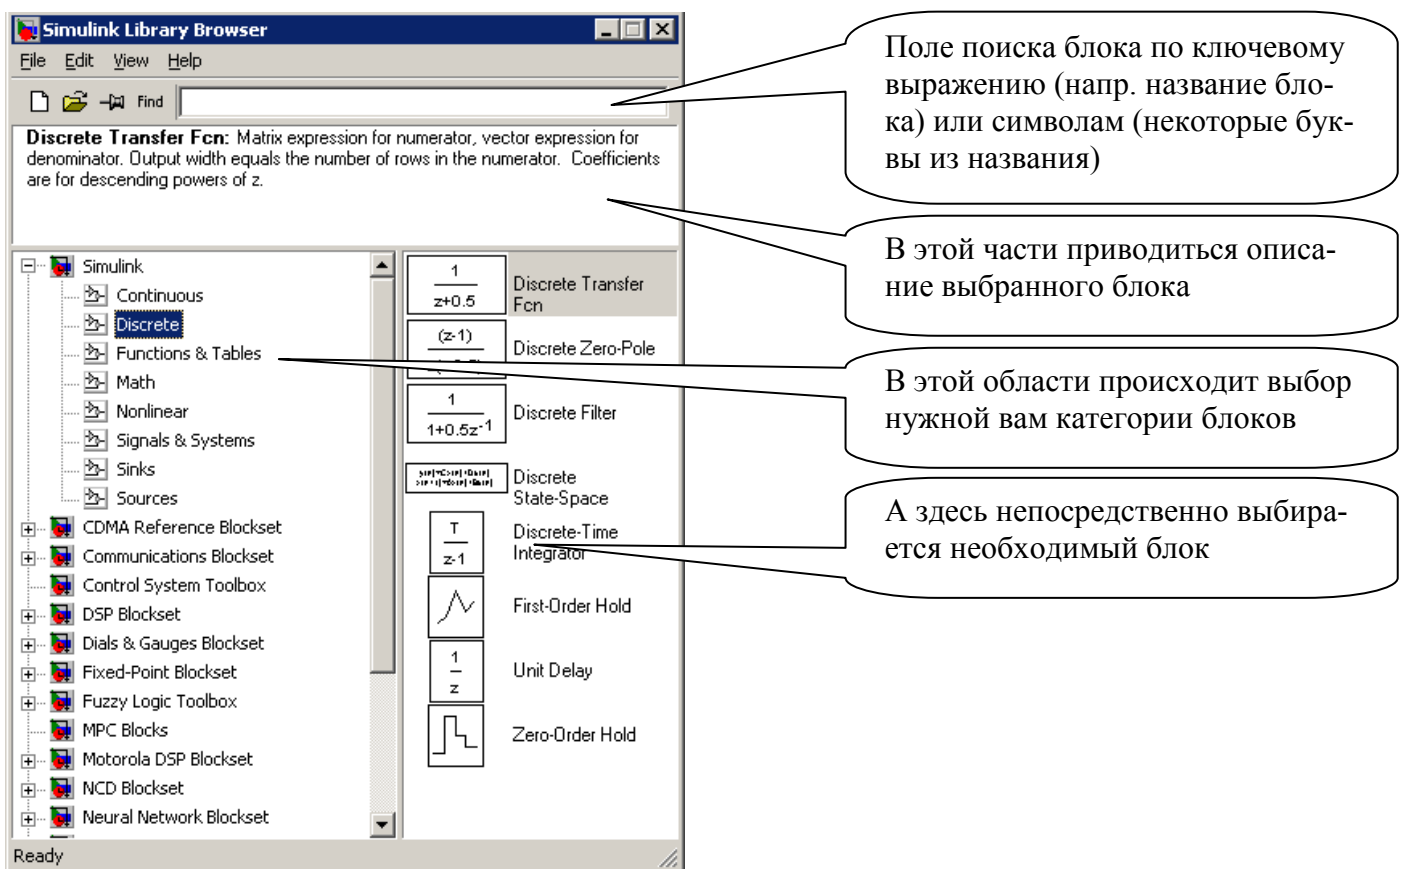 Simulink Library Browser
File Edit View Help
Find
Discrete Transfer Fcn: Matrix expression for numerator, vector expression for
denominator. Output width equals the number of rows in the numerator. Coefficients
are for descending powers of z.
Simulink
Continuous
Discrete
Functions & Tables
Math
Nonlinear
Signals & Systems
Sinks
Sources
CDMA Reference Blockset
Communications Blockset
Control System Toolbox
DSP Blockset
Dials & Gauges Blockset
Fixed-Point Blockset
Fuzzy Logic Toolbox
MPC Blocks
Motorola DSP Blockset
NCD Blockset
Neural Network Blockset
1
z+0.5
Discrete Transfer
Fcn
(z-1)
Discrete Zero-Pole
1
1+0.5z-1
Discrete Filter
Discrete
State-Space
T
z-1
Discrete-Time
Integrator
First-Order Hold
1
z
Unit Delay
Zero-Order Hold
Ready
Поле поиска блока по ключевому
выражению (напр. название бло-
ка) или символам (некоторые бук-
вы из названия)
В этой части приводиться описа-
ние выбранного блока
В этой области происходит выбор
нужной вам категории блоков
А здесь непосредственно выбира-
ется необходимый блок